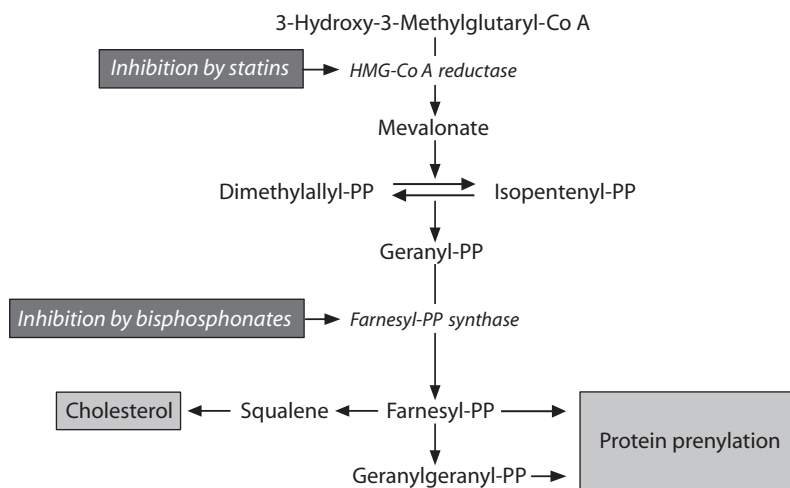 3-Hydroxy-3-Methylglutaryl-Co A
Inhibition by statins
HMG-Co A reductase
Mevalonate
Dimethylallyl-PP
Isopentenyl-PP
Geranyl-PP
Inhibition by bisphosphonates
Farnesyl-PP synthase
Cholesterol
Squalene
Farnesyl-PP
Protein prenylation
Geranylgeranyl-PP